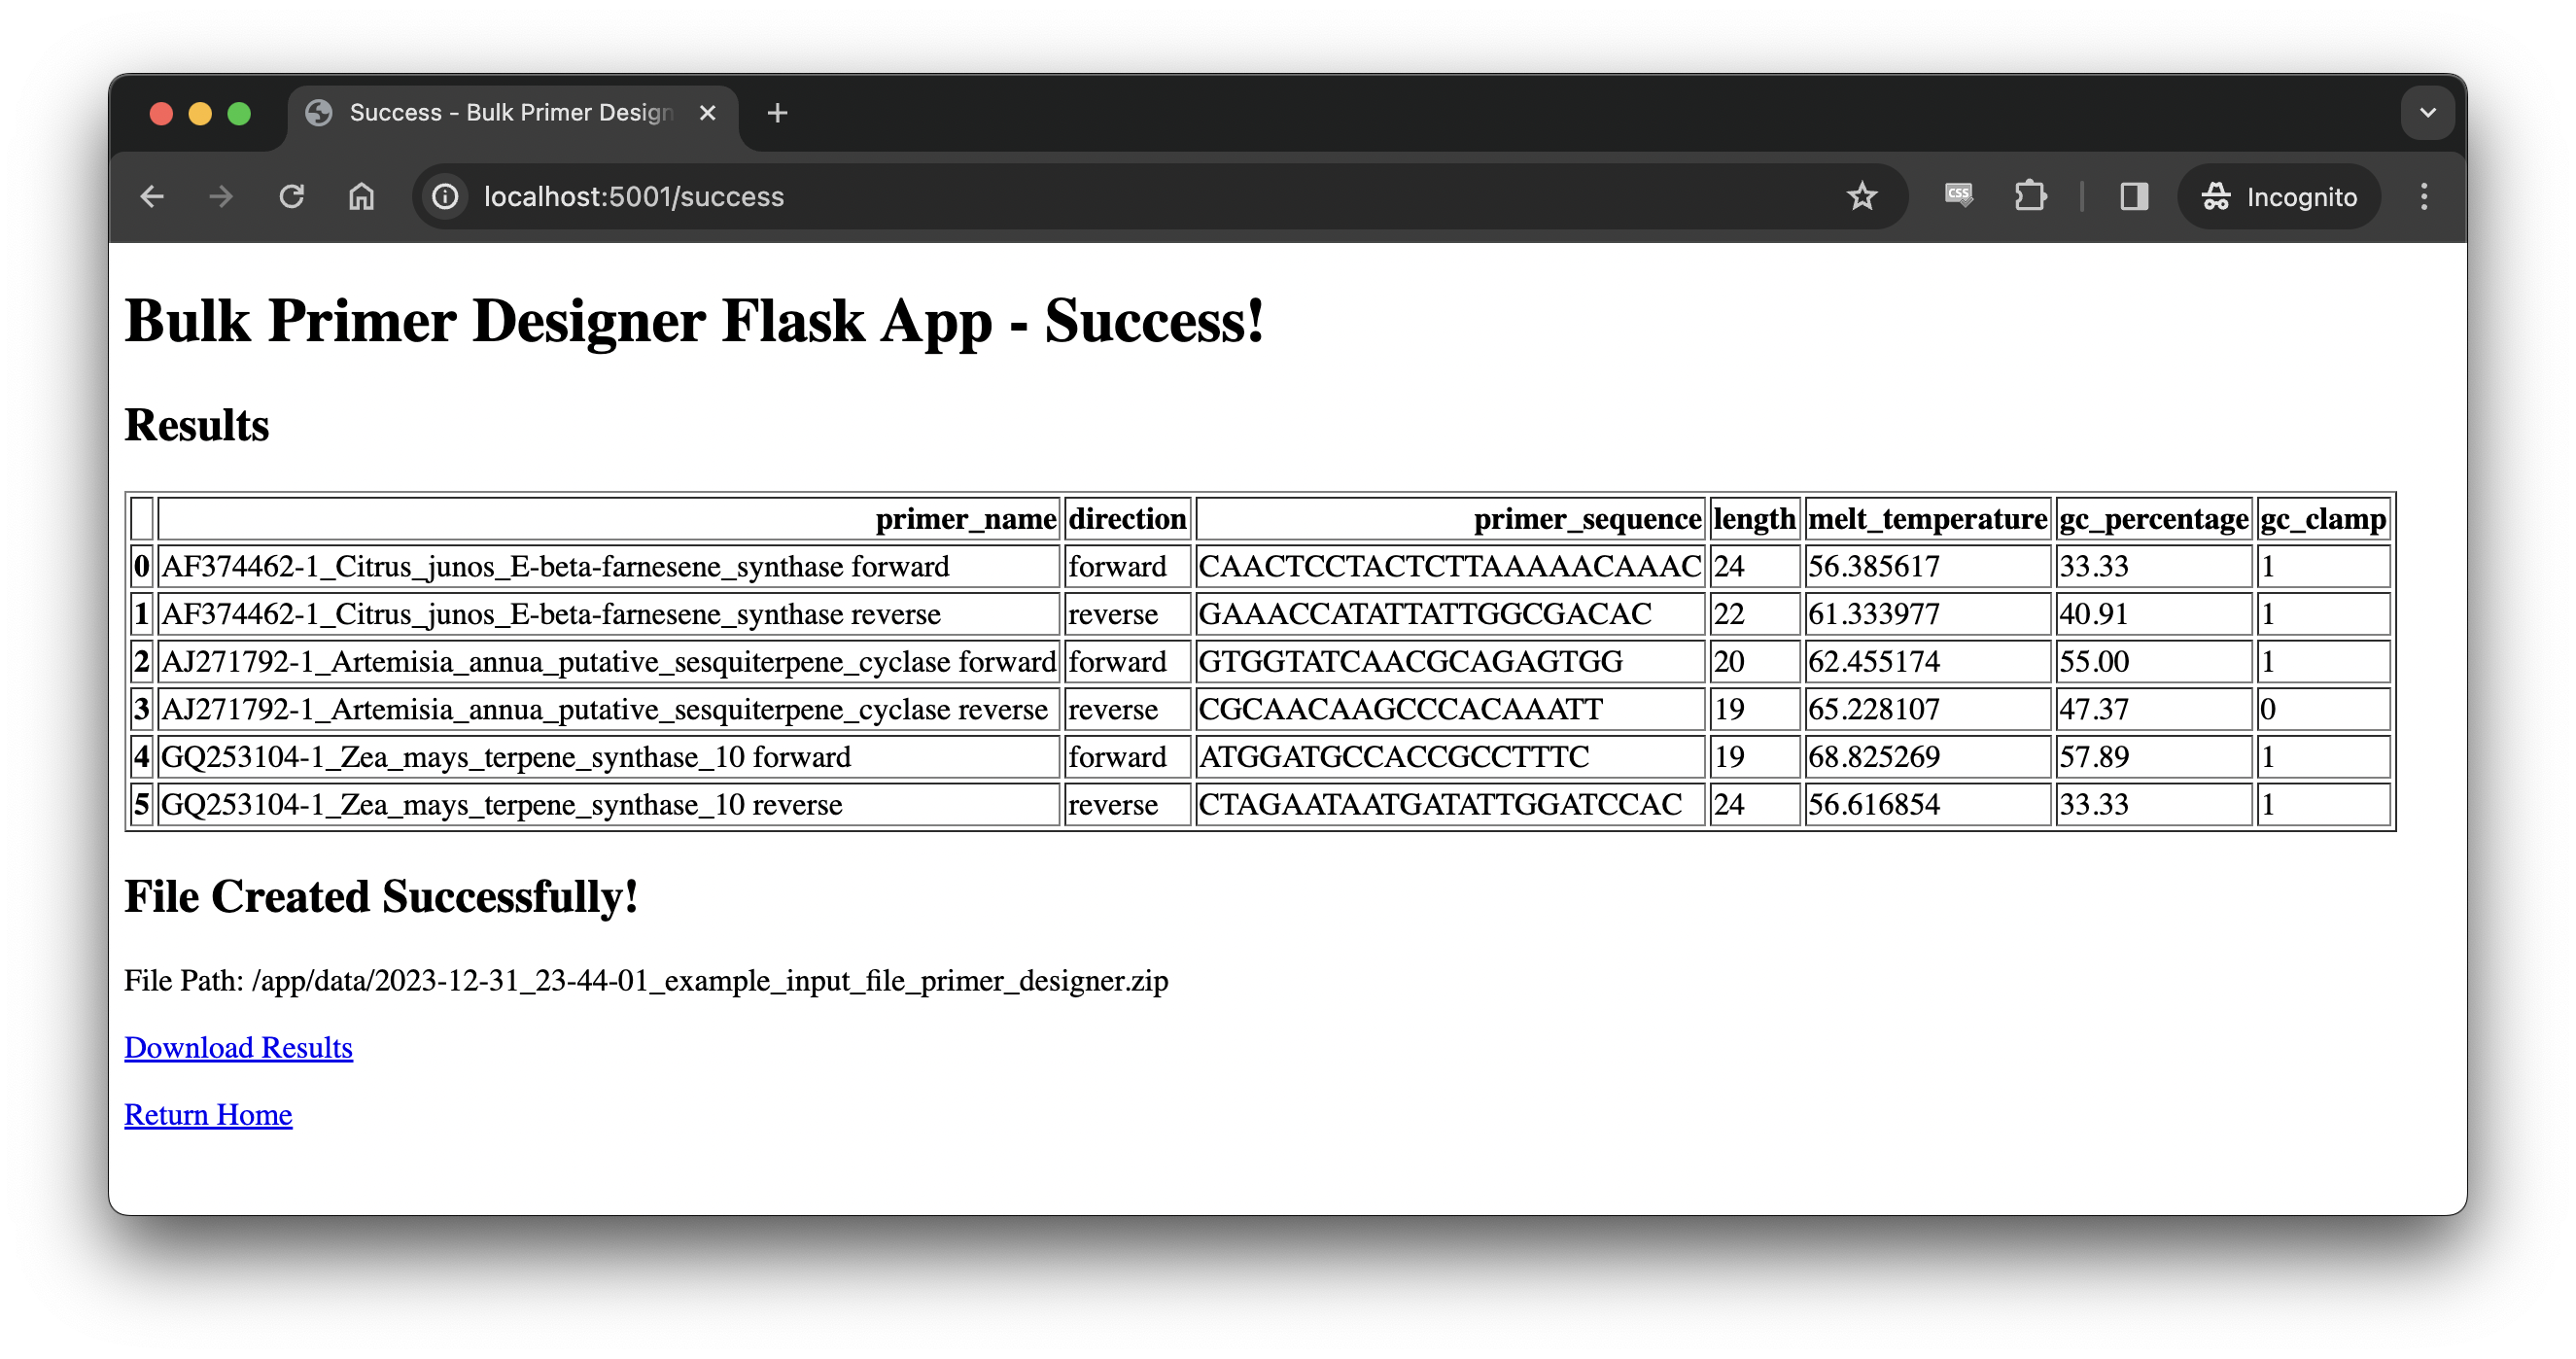 Success - Bulk Primer Design
localhost:5001/success
CSS
Incognito
Bulk Primer Designer Flask App - Success!
Results
primer_name direction primer_sequence length melt_temperature gc_percentage gc_clamp
0 AF374462-1_Citrus_junos_E-beta-farnesene_synthase forward forward CAACTCCTACTCTTAAAAACAAAC 24 56.385617 33.33 1
1 AF374462-1_Citrus_junos_E-beta-farnesene_synthase reverse reverse GAAACCATATTATTGGCGACAC 22 61.333977 40.91 1
2 AJ271792-1_Artemisia_annua_putative_sesquiterpene_cyclase forward forward GTGGTATCAACGCAGAGTGG 20 62.455174 55.00 1
3 AJ271792-1_Artemisia_annua_putative_sesquiterpene_cyclase reverse reverse CGCAACAAGCCCACAAATT 19 65.228107 47.37 0
4 GQ253104-1_Zea_mays_terpene_synthase_10 forward forward ATGGATGCCACCGCCTTTC 19 68.825269 57.89 1
5 GQ253104-1_Zea_mays_terpene_synthase_10 reverse reverse CTAGAATAATGATATTGGATCCAC 24 56.616854 33.33 1
File Created Successfully!
File Path: /app/data/2023-12-31_23-44-01_example_input_file_primer_designer.zip
Download Results
Return Home